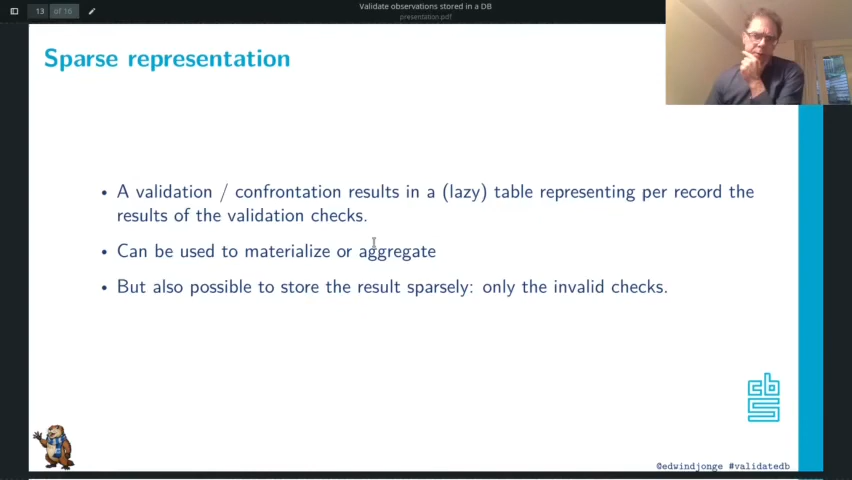 13 of 16
Validate observations stored in a DB
presentation.pdf
Sparse representation
• A validation / confrontation results in a (lazy) table representing per record the
results of the validation checks.
• Can be used to materialize or aggregate
• But also possible to store the result sparsely: only the invalid checks.
cbs
@edwindjonge #validatedb